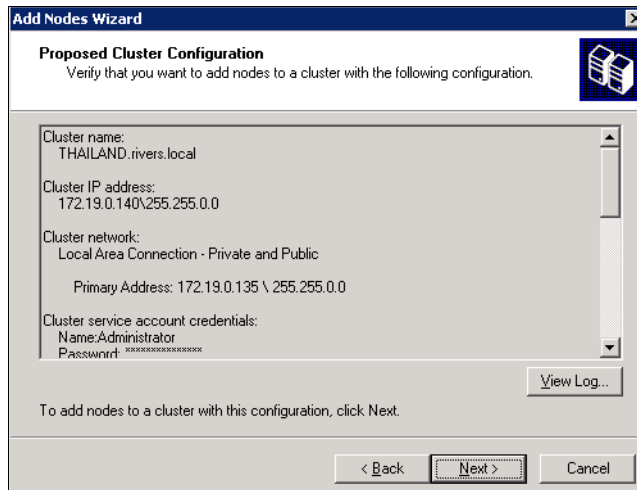 Add Nodes Wizard
Proposed Cluster Configuration
Verify that you want to add nodes to a cluster with the following configuration.
Cluster name:
THAILAND.rivers.local
Cluster IP address:
172.19.0.140\255.255.0.0
Cluster network:
Local Area Connection - Private and Public
Primary Address: 172.19.0.135 \ 255.255.0.0
Cluster service account credentials:
Name:Administrator
Password: ***************
View Log...
To add nodes to a cluster with this configuration, click Next.
< Back
Next >
Cancel